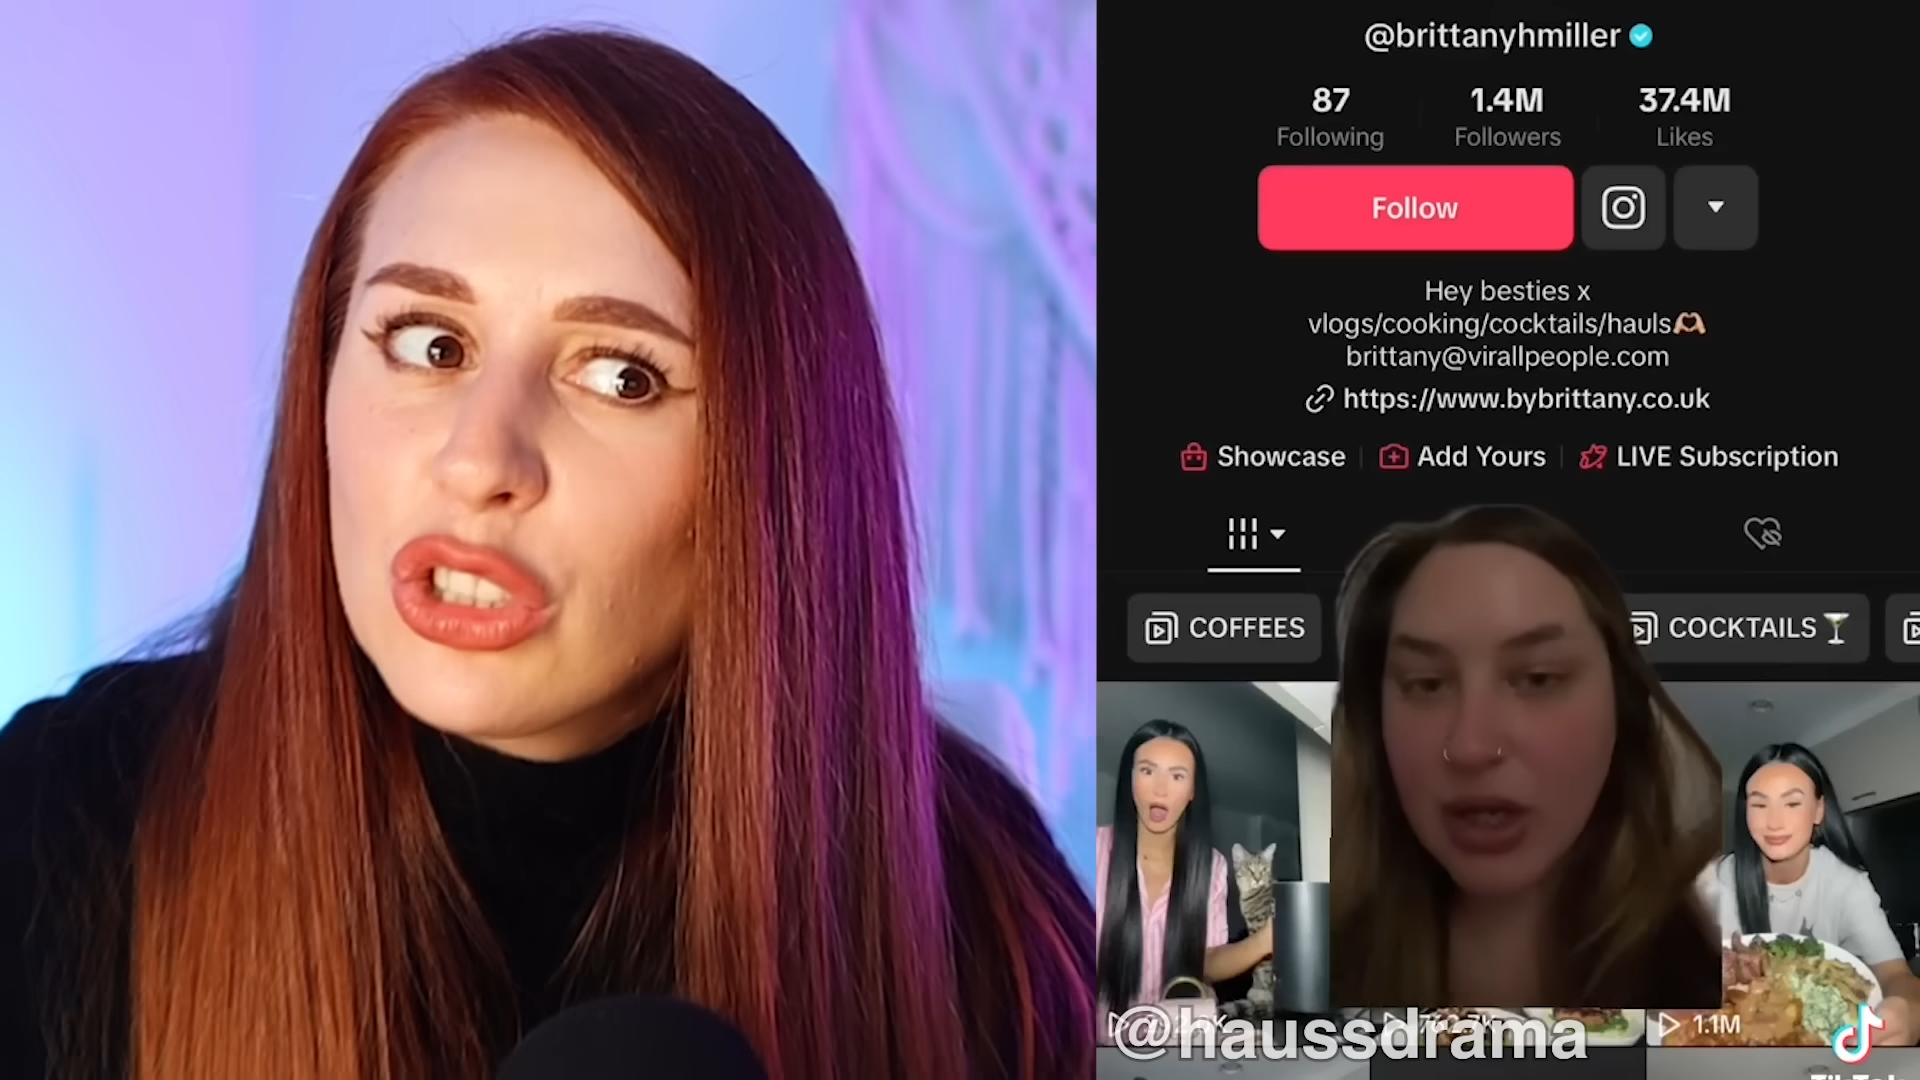 @brittanyhmiller
87 1.4M 37.4M
Following Followers Likes
Follow
Hey besties x
vlogs/cooking/cocktails/hauls🫶🏼
brittany@virallpeople.com
https://www.bybrittany.co.uk
Showcase Add Yours LIVE Subscription
COFFEES COCKTAILS🍸
1.1M
@haussdrama